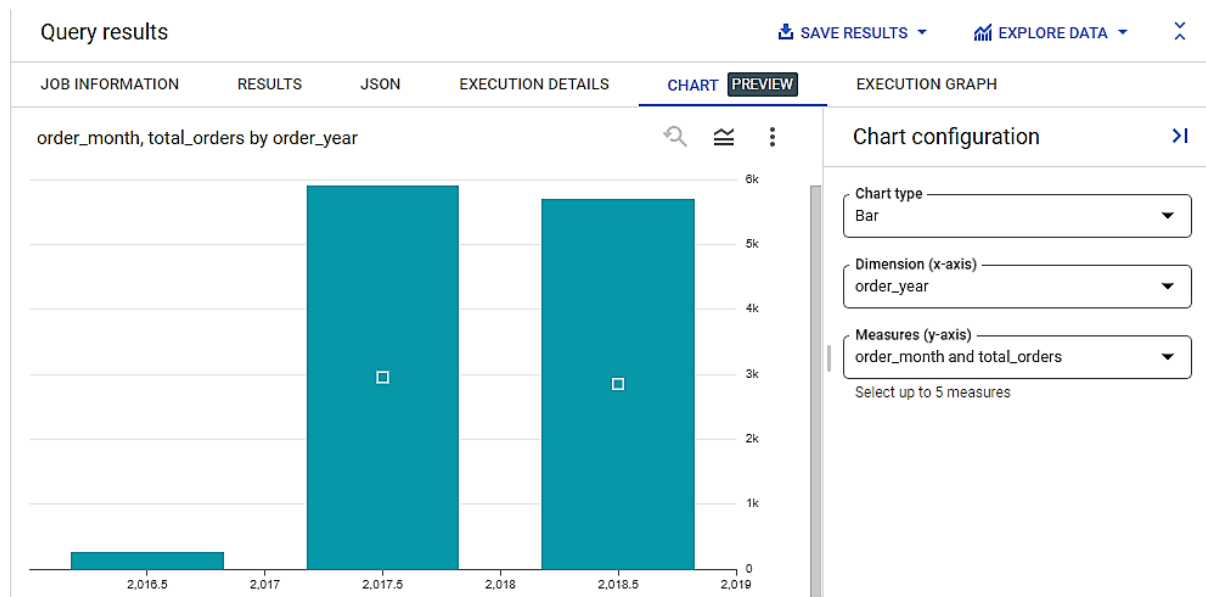 Query results
SAVE RESULTS
EXPLORE DATA
JOB INFORMATION
RESULTS
JSON
EXECUTION DETAILS
CHART
PREVIEW
EXECUTION GRAPH
order_month, total_orders by order_year
6k
5k
4k
3k
2k
1k
0
2,016.5
2,017
2,017.5
2,018
2,018.5
2,019
Chart configuration
Chart type
Bar
Dimension (x-axis)
order_year
Measures (y-axis)
order_month and total_orders
Select up to 5 measures